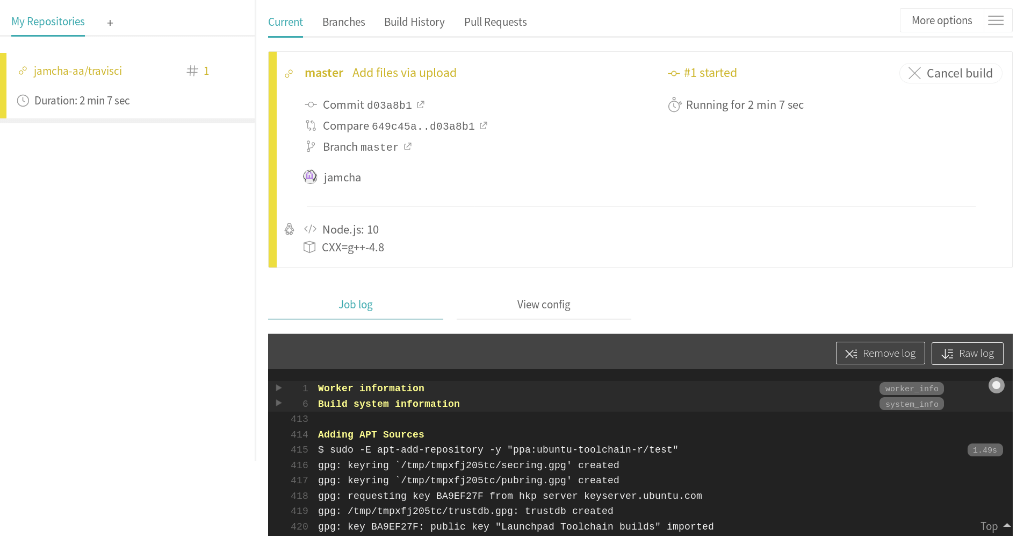 My Repositories +
Current Branches Build History Pull Requests More options
jamcha-aa/travisci # 1
Duration: 2 min 7 sec
master Add files via upload
Commit d03a8b1
Compare 649c45a..d03a8b1
Branch master
jamcha
Node.js: 10
CXX=g++-4.8
#1 started
Running for 2 min 7 sec
Cancel build
Job log View config
Remove log Raw log
1 Worker information worker_info
6 Build system information system_info
413
414 Adding APT Sources
415 $ sudo -E apt-add-repository -y "ppa:ubuntu-toolchain-r/test" 1.49s
416 gpg: keyring `/tmp/tmpxfj205tc/secring.gpg' created
417 gpg: keyring `/tmp/tmpxfj205tc/pubring.gpg' created
418 gpg: requesting key BA9EF27F from hkp server keyserver.ubuntu.com
419 gpg: /tmp/tmpxfj205tc/trustdb.gpg: trustdb created
420 gpg: key BA9EF27F: public key "Launchpad Toolchain builds" imported
Top